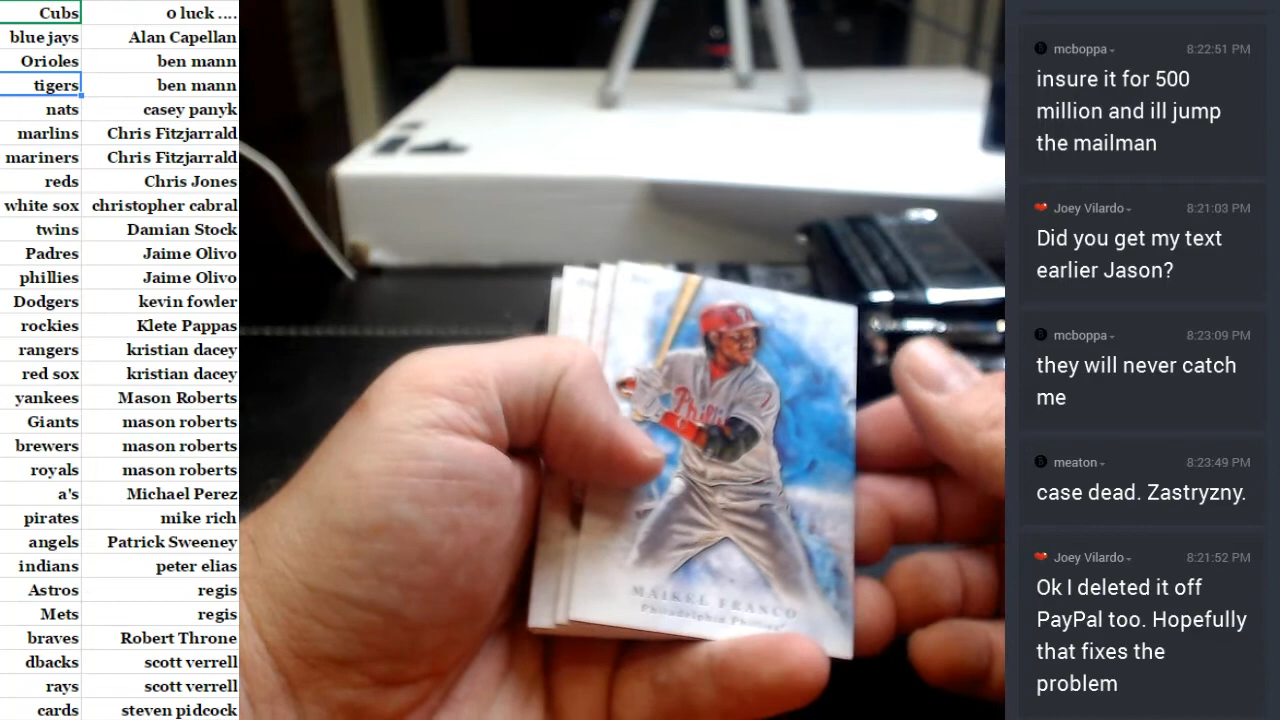 Cubs 0 luck ....
blue jays Alan Capellan
Orioles ben mann
tigers ben mann
nats casey panyk
marlins Chris Fitzjarrald
mariners Chris Fitzjarrald
reds Chris Jones
white sox christopher cabral
twins Damian Stock
Padres Jaime Olivo
phillies Jaime Olivo
Dodgers kevin fowler
rockies Klete Pappas
rangers kristian dacey
red sox kristian dacey
yankees Mason Roberts
Giants mason roberts
brewers mason roberts
royals mason roberts
a's Michael Perez
pirates mike rich
angels Patrick Sweeney
indians peter elias
Astros regis
Mets regis
braves Robert Throne
dbacks scott verrell
rays scott verrell
cards steven pidcock
Phillies
MAIKEL FRANCO
Philadelphia Phillies
mcboppa 8:22:51 PM
insure it for 500
million and ill jump
the mailman
Joey Vilardo 8:21:03 PM
Did you get my text
earlier Jason?
mcboppa 8:23:09 PM
they will never catch
me
meaton 8:23:49 PM
case dead. Zastryzny.
Joey Vilardo 8:21:52 PM
Ok I deleted it off
PayPal too. Hopefully
that fixes the
problem